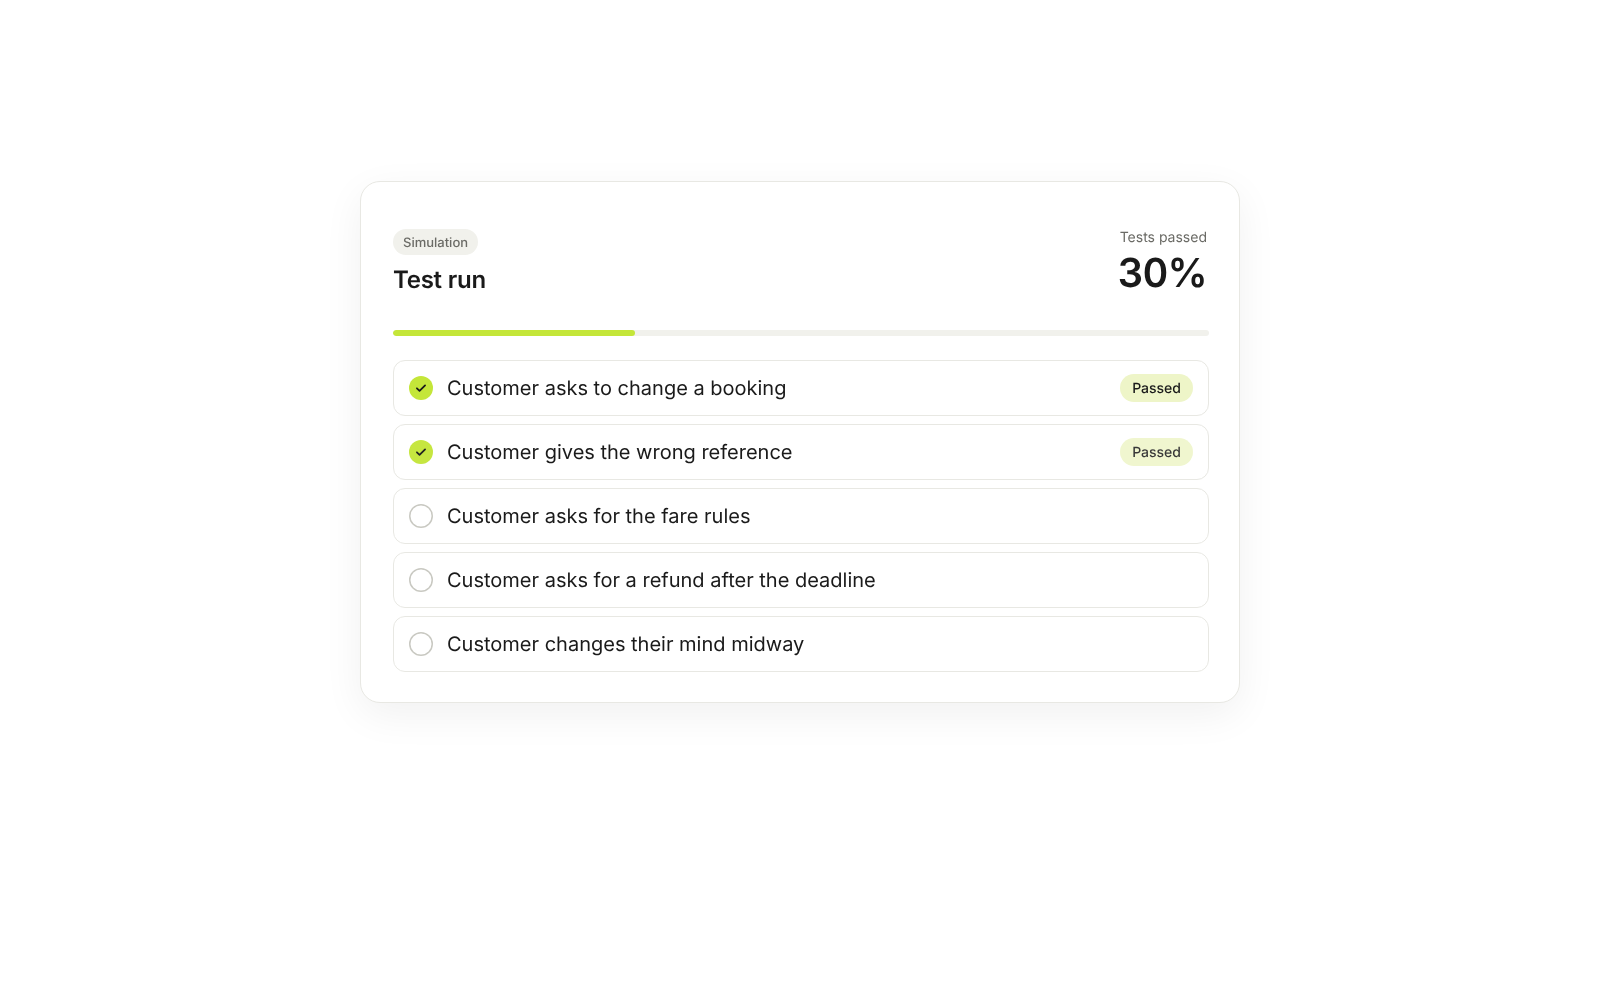 Simulation
Test run
Tests passed
30%
Customer asks to change a booking
Passed
Customer gives the wrong reference
Passed
Customer asks for the fare rules
Customer asks for a refund after the deadline
Customer changes their mind midway